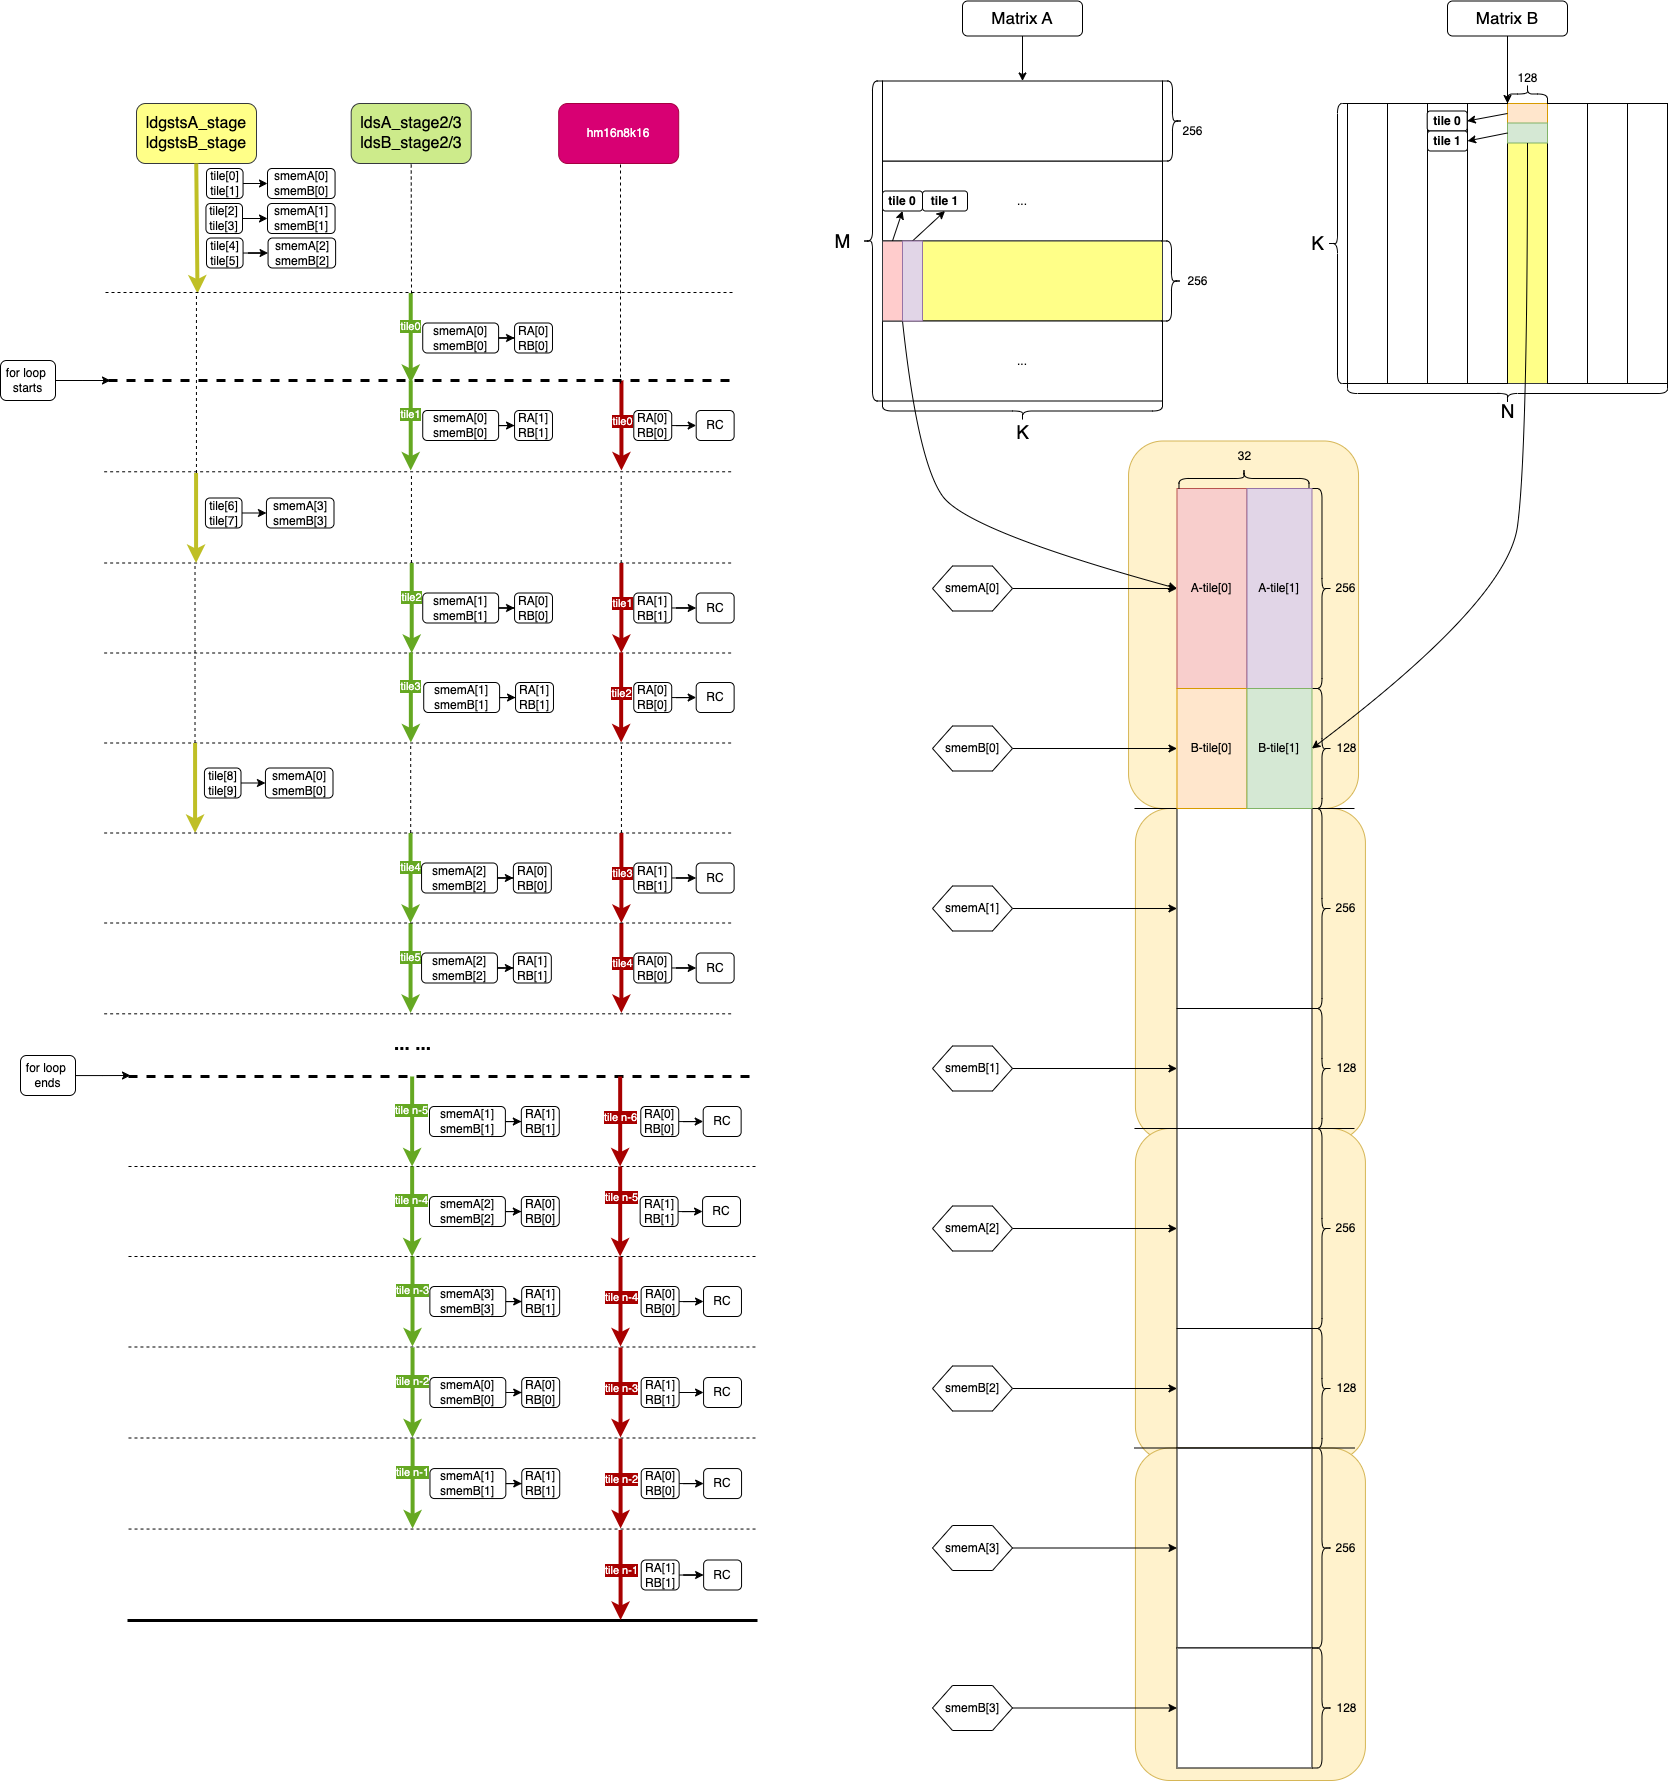 ldgstsA_stage
ldgstsB_stage
ldsA_stage2/3
ldsB_stage2/3
hm16n8k16
tile[0]
tile[1]
smemA[0]
smemB[0]
tile[2]
tile[3]
smemA[1]
smemB[1]
tile[4]
tile[5]
smemA[2]
smemB[2]
tile0
smemA[0]
smemB[0]
RA[0]
RB[0]
for loop
starts
tile1
smemA[0]
smemB[0]
RA[1]
RB[1]
tile0
RA[0]
RB[0]
RC
tile[6]
tile[7]
smemA[3]
smemB[3]
tile2
smemA[1]
smemB[1]
RA[0]
RB[0]
tile1
RA[1]
RB[1]
RC
tile3
smemA[1]
smemB[1]
RA[1]
RB[1]
tile2
RA[0]
RB[0]
RC
tile[8]
tile[9]
smemA[0]
smemB[0]
tile4
smemA[2]
smemB[2]
RA[0]
RB[0]
tile3
RA[1]
RB[1]
RC
tile5
smemA[2]
smemB[2]
RA[1]
RB[1]
tile4
RA[0]
RB[0]
RC
... ...
for loop
ends
tile n-5
smemA[1]
smemB[1]
RA[1]
RB[1]
tile n-6
RA[0]
RB[0]
RC
tile n-4
smemA[2]
smemB[2]
RA[0]
RB[0]
tile n-5
RA[1]
RB[1]
RC
tile n-3
smemA[3]
smemB[3]
RA[1]
RB[1]
tile n-4
RA[0]
RB[0]
RC
tile n-2
smemA[0]
smemB[0]
RA[0]
RB[0]
tile n-3
RA[1]
RB[1]
RC
tile n-1
smemA[1]
smemB[1]
RA[1]
RB[1]
tile n-2
RA[0]
RB[0]
RC
tile n-1
RA[1]
RB[1]
RC
Matrix A
256
tile 0
tile 1
...
M
256
...
K
Matrix B
128
tile 0
tile 1
K
N
32
smemA[0]
A-tile[0]
A-tile[1]
256
smemB[0]
B-tile[0]
B-tile[1]
128
smemA[1]
256
smemB[1]
128
smemA[2]
256
smemB[2]
128
smemA[3]
256
smemB[3]
128